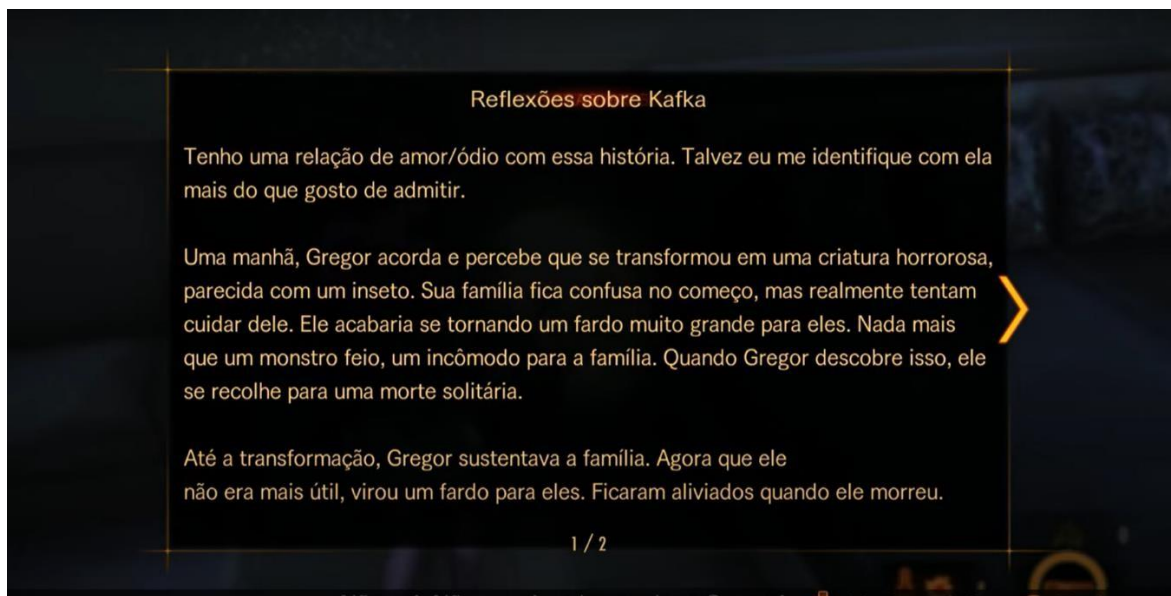 Reflexões sobre Kafka
Tenho uma relação de amor/ódio com essa história. Talvez eu me identifique com ela
mais do que gosto de admitir.
Uma manhã, Gregor acorda e percebe que se transformou em uma criatura horrorosa,
parecida com um inseto. Sua família fica confusa no começo, mas realmente tentam
cuidar dele. Ele acabaria se tornando um fardo muito grande para eles. Nada mais
que um monstro feio, um incômodo para a família. Quando Gregor descobre isso, ele
se recolhe para uma morte solitária.
Até a transformação, Gregor sustentava a família. Agora que ele
não era mais útil, virou um fardo para eles. Ficaram aliviados quando ele morreu.
1 / 2